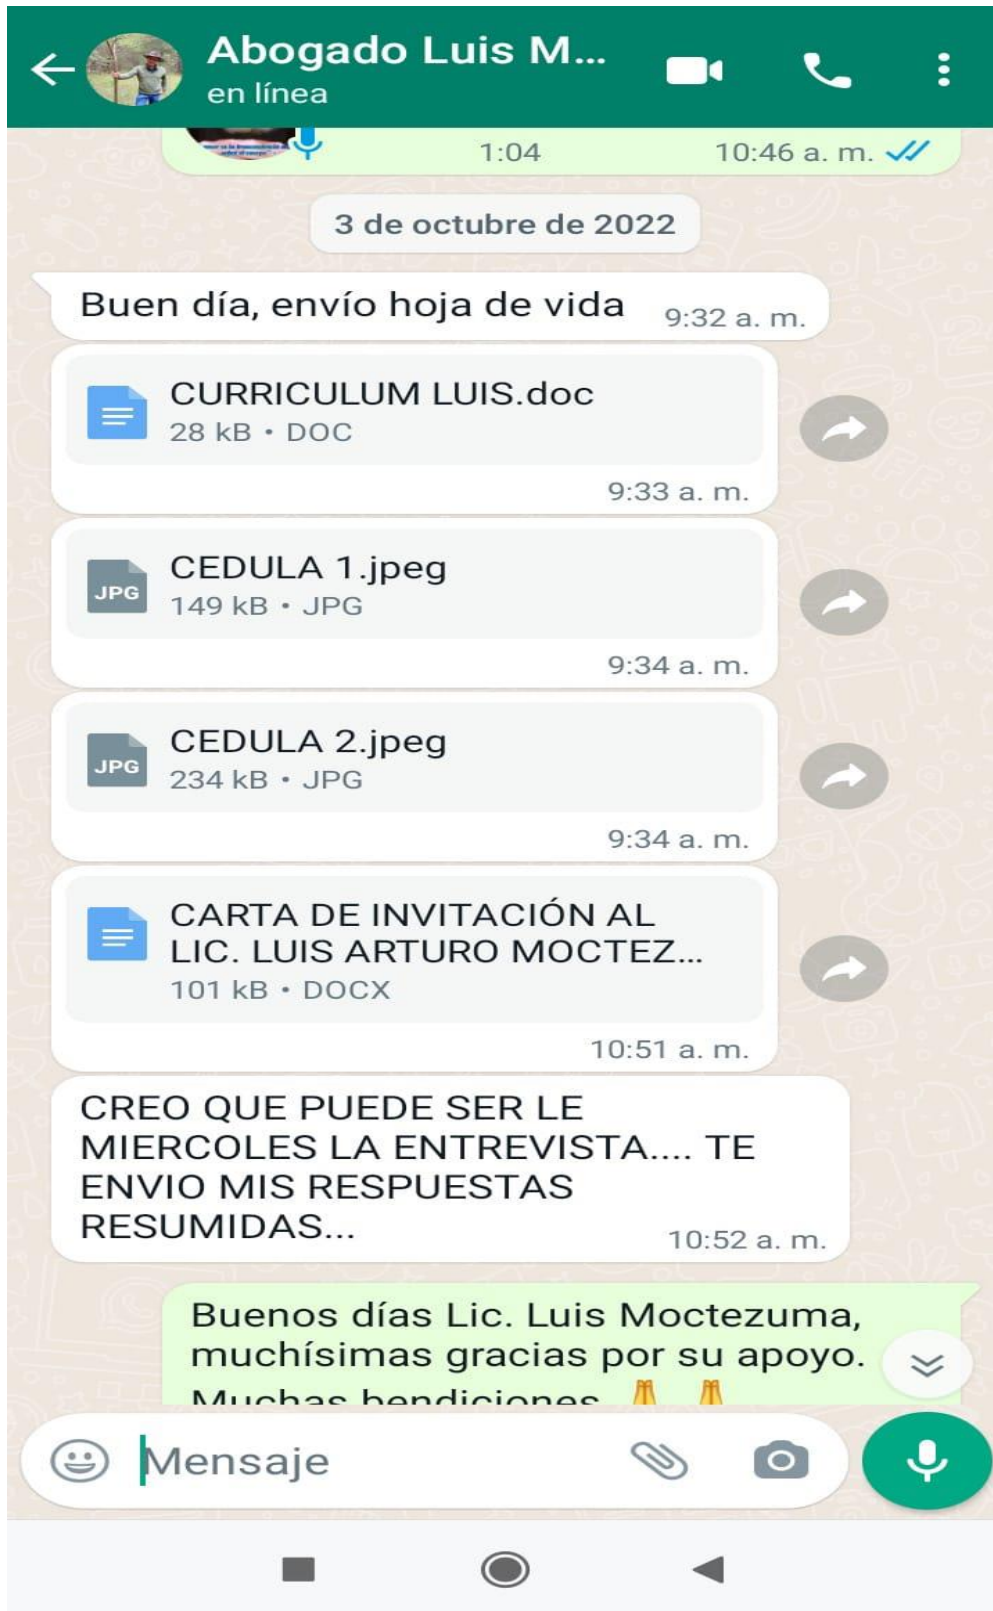 Abogado Luis M...
en línea
1:04
10:46 a. m.
3 de octubre de 2022
Buen día, envío hoja de vida
9:32 a. m.
CURRICULUM LUIS.doc
28 kB • DOC
9:33 a. m.
JPG
CEDULA 1.jpeg
149 kB • JPG
9:34 a. m.
JPG
CEDULA 2.jpeg
234 kB • JPG
9:34 a. m.
CARTA DE INVITACIÓN AL
LIC. LUIS ARTURO MOCTEZ...
101 kB • DOCX
10:51 a. m.
CREO QUE PUEDE SER LE
MIERCOLES LA ENTREVISTA.... TE
ENVIO MIS RESPUESTAS
RESUMIDAS...
10:52 a. m.
Buenos días Lic. Luis Moctezuma,
muchísimas gracias por su apoyo.
Muchas bendiciones
Mensaje